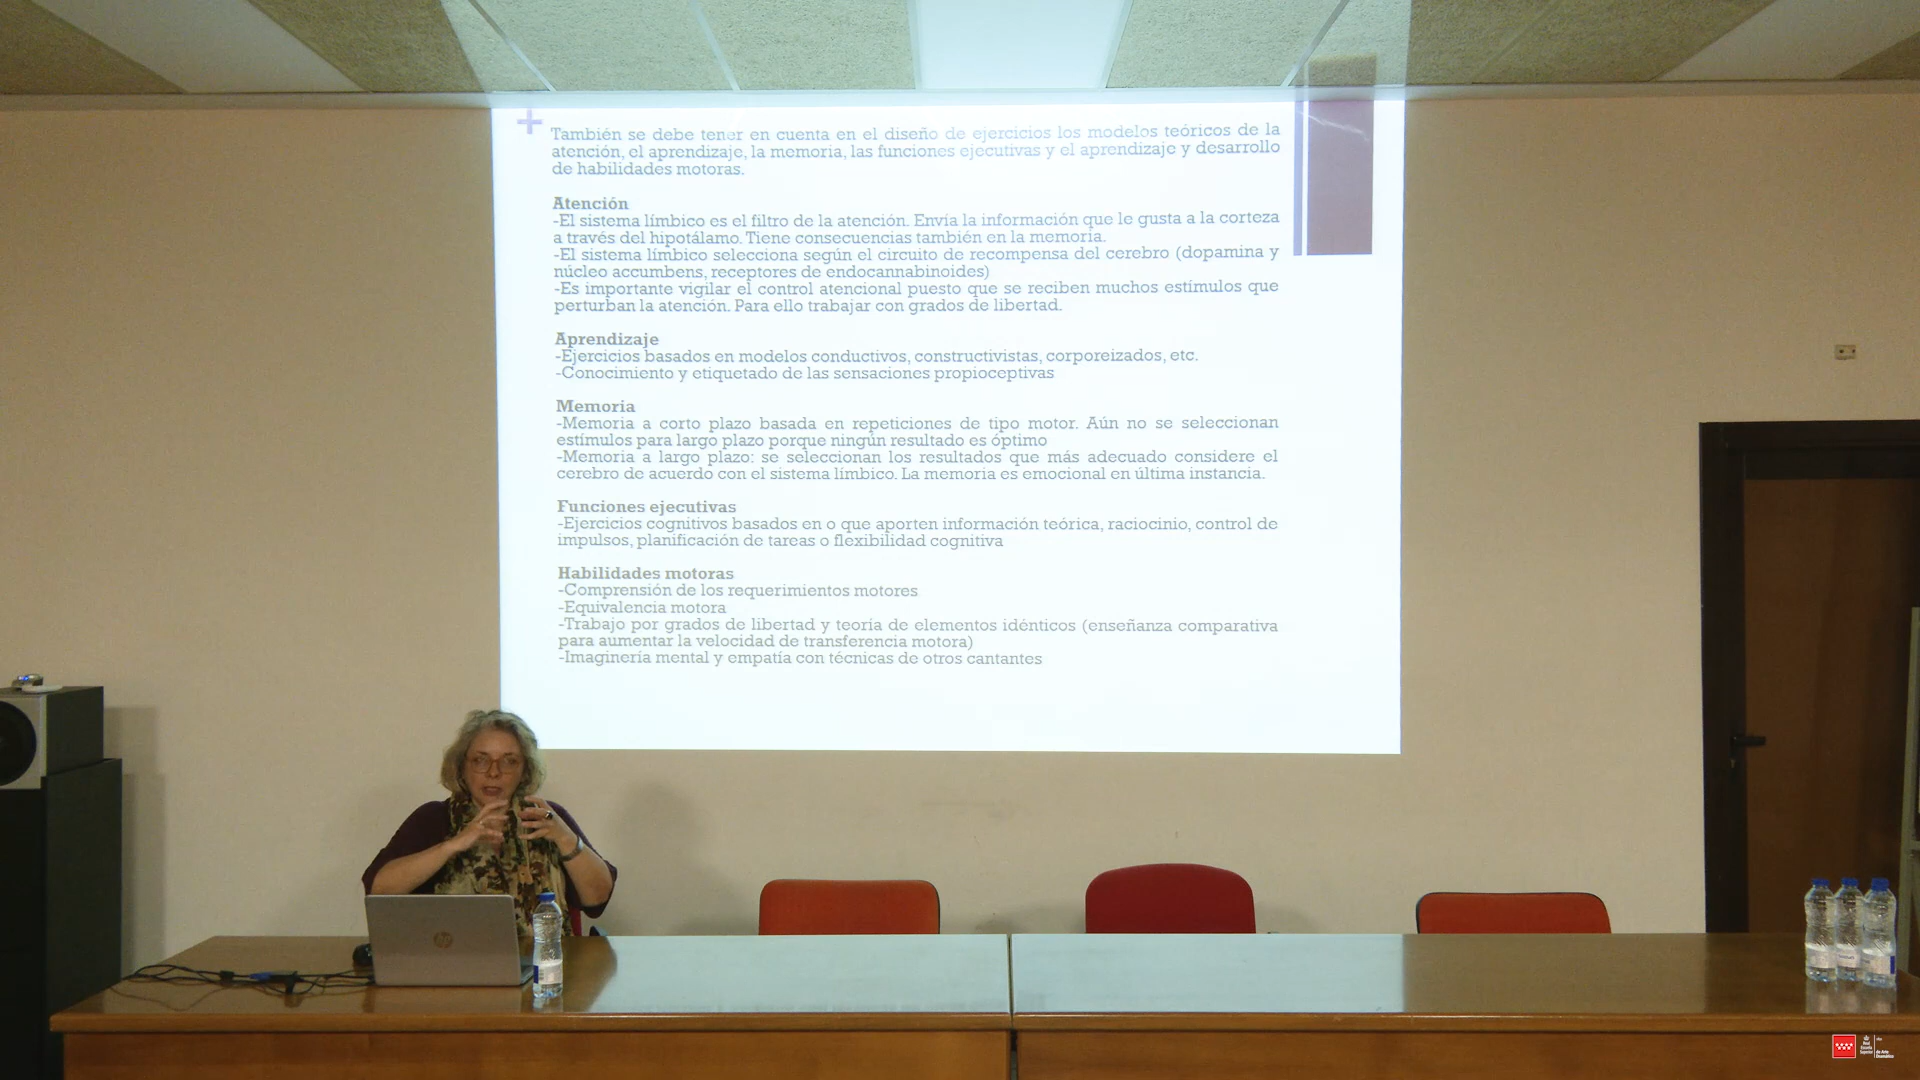 +
También se debe tener en cuenta en el diseño de ejercicios los modelos teóricos de la
atención, el aprendizaje, la memoria, las funciones ejecutivas y el aprendizaje y desarrollo
de habilidades motoras.
Atención
-El sistema límbico es el filtro de la atención. Envía la información que le gusta a la corteza
a través del hipotálamo. Tiene consecuencias también en la memoria.
-El sistema límbico selecciona según el circuito de recompensa del cerebro (dopamina y
núcleo accumbens, receptores de endocannabinoides)
-Es importante vigilar el control atencional puesto que se reciben muchos estímulos que
perturban la atención. Para ello trabajar con grados de libertad.
Aprendizaje
-Ejercicios basados en modelos conductivos, constructivistas, corporeizados, etc.
-Conocimiento y etiquetado de las sensaciones propioceptivas
Memoria
-Memoria a corto plazo basada en repeticiones de tipo motor. Aún no se seleccionan
estímulos para largo plazo porque ningún resultado es óptimo
-Memoria a largo plazo: se seleccionan los resultados que más adecuado considere el
cerebro de acuerdo con el sistema límbico. La memoria es emocional en última instancia.
Funciones ejecutivas
-Ejercicios cognitivos basados en o que aporten información teórica, raciocinio, control de
impulsos, planificación de tareas o flexibilidad cognitiva
Habilidades motoras
-Comprensión de los requerimientos motores
-Equivalencia motora
-Trabajo por grados de libertad y teoría de elementos idénticos (enseñanza comparativa
para aumentar la velocidad de transferencia motora)
-Imaginería mental y empatía con técnicas de otros cantantes
hp
Real
Escuela
Superior
de Arte
Dramático